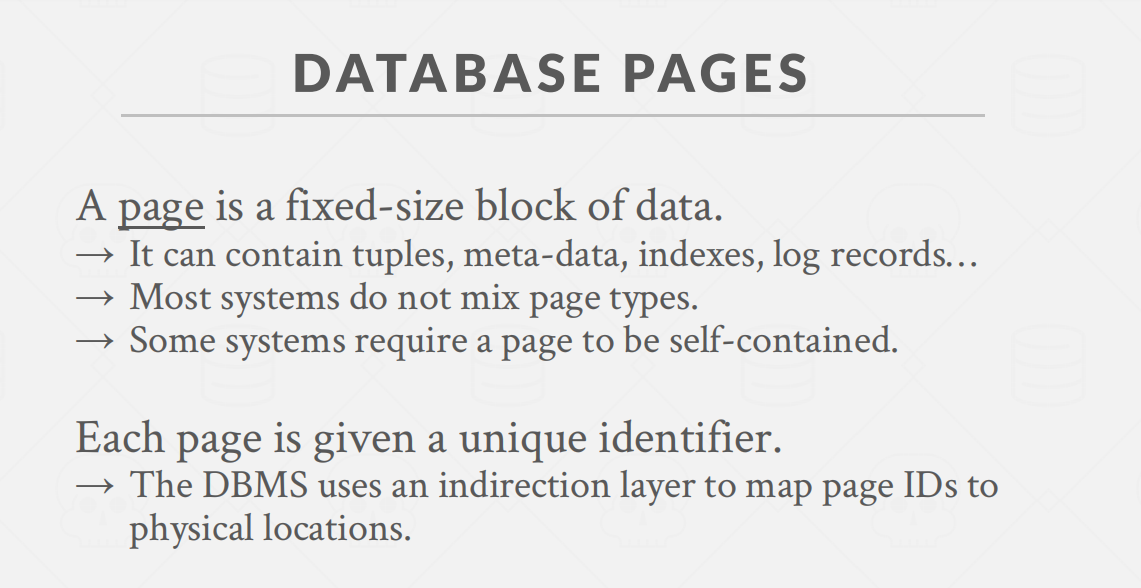 DATABASE PAGES
A page is a fixed-size block of data.
→ It can contain tuples, meta-data, indexes, log records…
→ Most systems do not mix page types.
→ Some systems require a page to be self-contained.
Each page is given a unique identifier.
→ The DBMS uses an indirection layer to map page IDs to
physical locations.